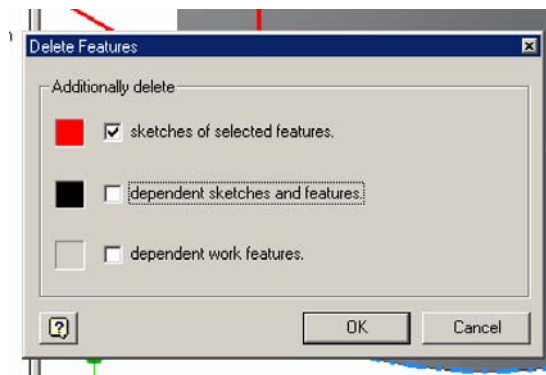 Delete Features
Additionally delete
sketches of selected features.
dependent sketches and features.
dependent work features.
OK
Cancel